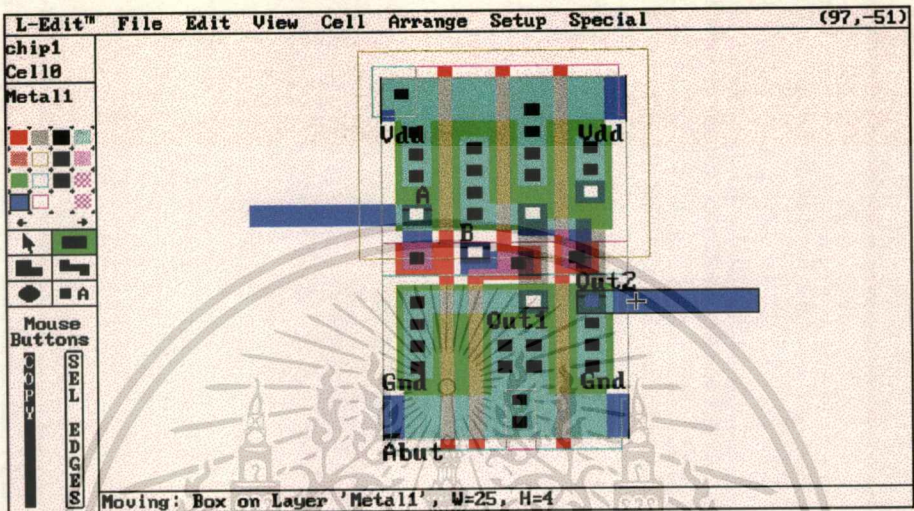 L-Edit™ File Edit View Cell Arrange Setup Special (97,-51)
chip1
Cell0
Metal1
Vdd Vdd
A
B
Out2
Out1
Mouse
Buttons
COPY
SEL EDGES
Gnd Gnd
Abut
Moving: Box on Layer 'Metal1', W=25, H=4